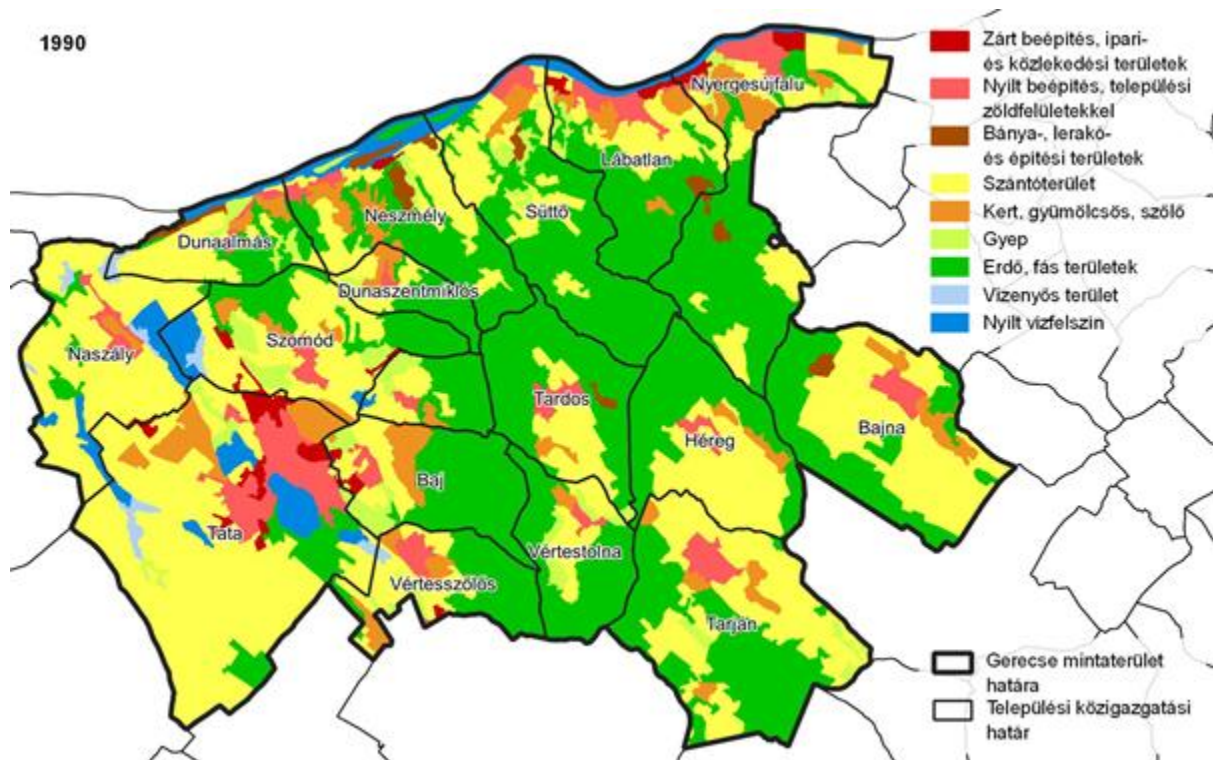 1990
Zárt beépítés, ipari-
és közlekedési területek
Nyílt beépítés, települési
zöldfelületekkel
Bánya-, lerakó-
és építési területek
Szántóterület
Kert, gyümölcsös, szőlő
Gyep
Erdő, fás területek
Vizenyős terület
Nyílt vízfelszín
Nyergesújfalu
Lábatlan
Süttő
Neszmély
Dunaalmás
Dunaszentmiklós
Szomód
Naszály
Tardos
Héreg
Bajna
Baj
Tata
Vértestolna
Vértesszőlős
Tarján
Gerecse mintaterület
határa
Települési közigazgatási
határ